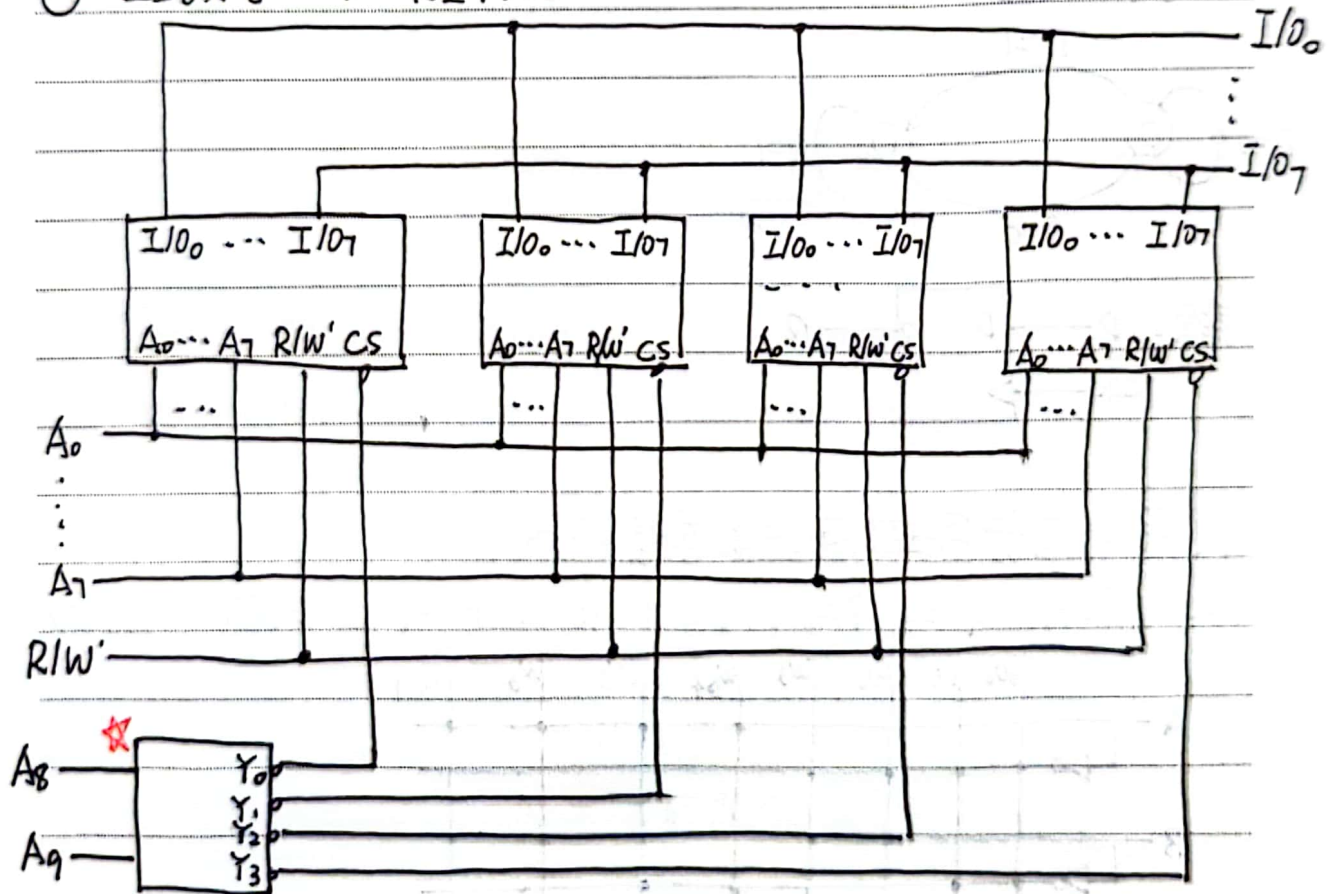 I/O₀
⋮
I/O₇
I/O₀ ··· I/O₇ I/O₀ ··· I/O₇ I/O₀ ··· I/O₇ I/O₀ ··· I/O₇
A₀ ··· A₇ R/W' CS A₀ ··· A₇ R/W' CS A₀ ··· A₇ R/W' CS A₀ ··· A₇ R/W' CS
··· ··· ··· ···
A₀
⋮
A₇
R/W'
A₈ Y₀
Y₁
Y₂
A₉ Y₃